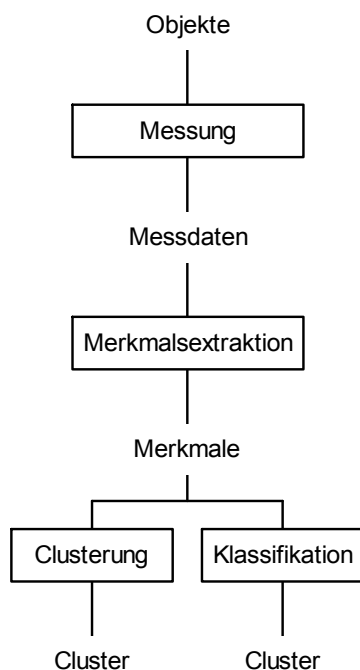 Objekte
Messung
Messdaten
Merkmalsextraktion
Merkmale
Clusterung
Klassifikation
Cluster
Cluster